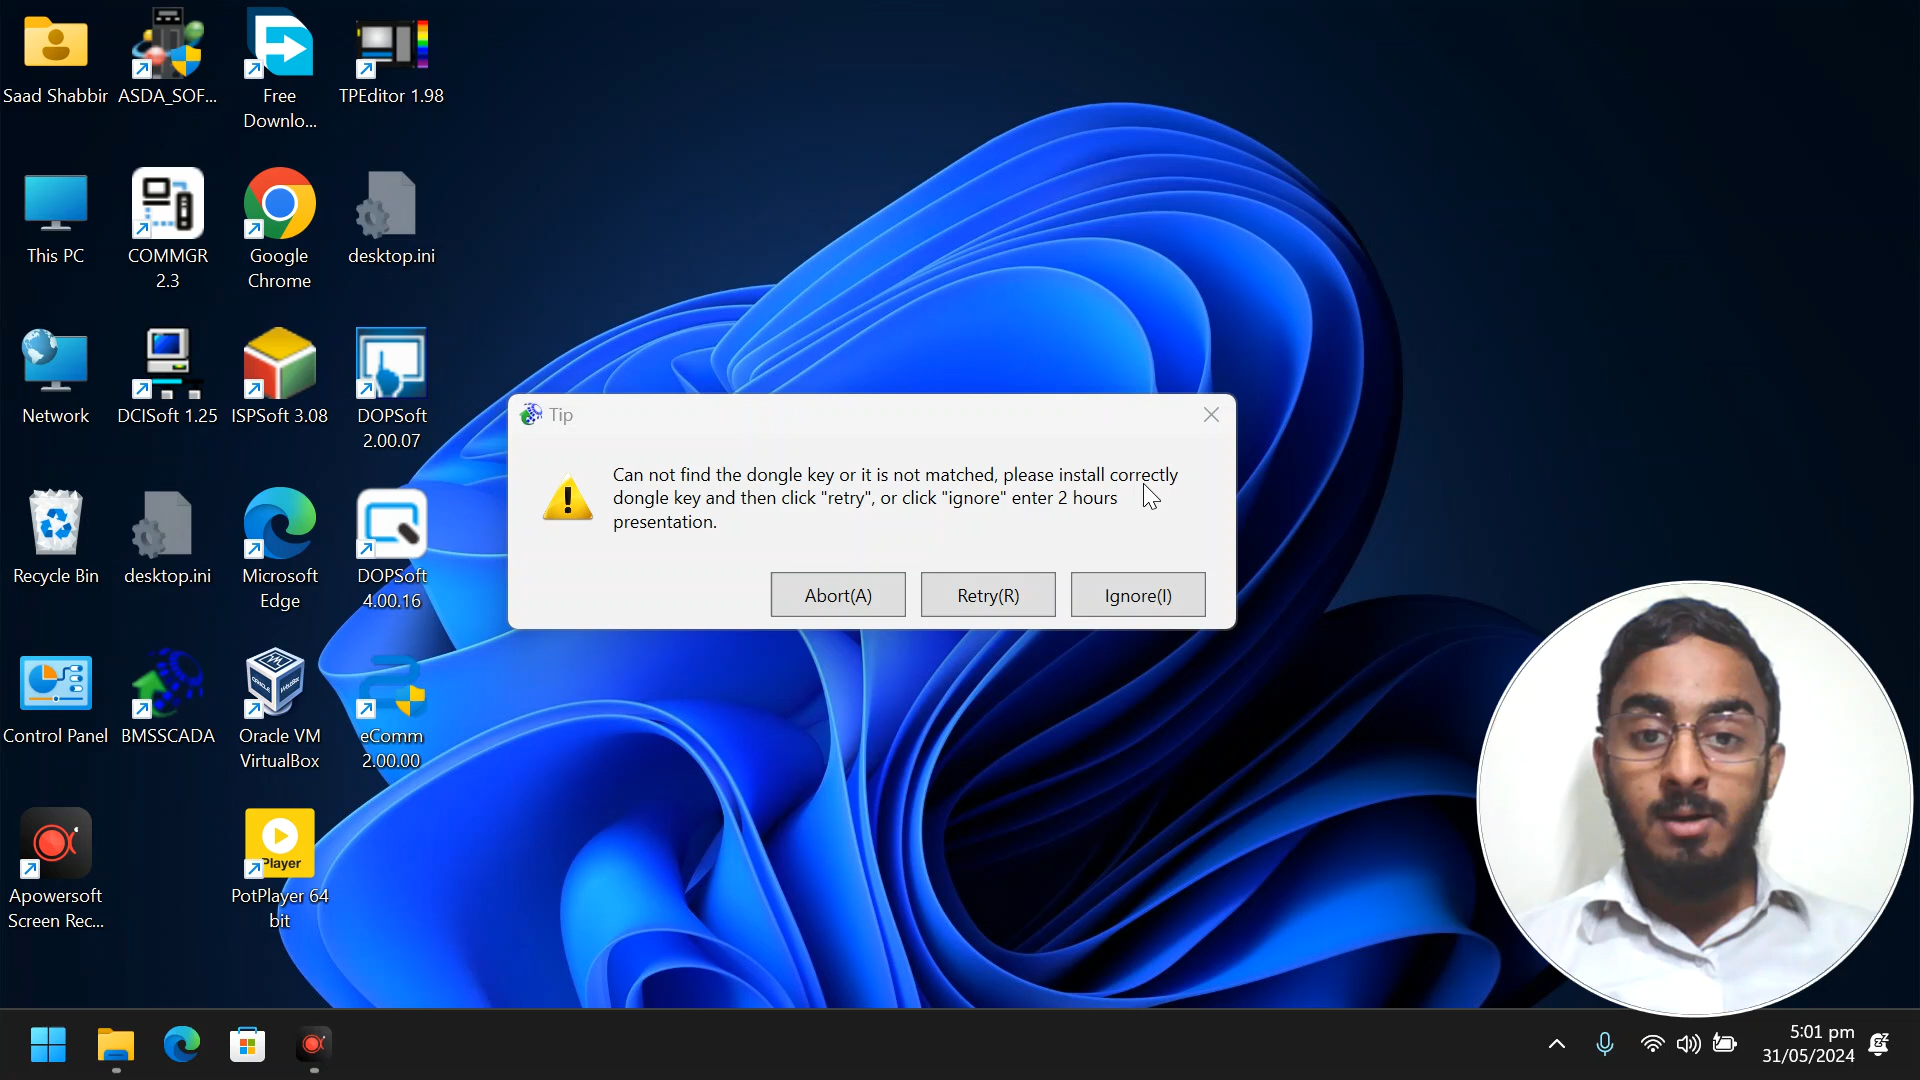 Saad Shabbir
ASDA_SOF...
Free
Downlo...
TPEditor 1.98
This PC
COMMGR
2.3
Google
Chrome
desktop.ini
Network
DCISoft 1.25
ISPSoft 3.08
DOPSoft
2.00.07
Tip
Can not find the dongle key or it is not matched, please install correctly
dongle key and then click "retry", or click "ignore" enter 2 hours
presentation.
Abort(A)
Retry(R)
Ignore(I)
Recycle Bin
desktop.ini
Microsoft
Edge
DOPSoft
4.00.16
Control Panel
BMSSCADA
Oracle VM
VirtualBox
eComm
2.00.00
Player
Apowersoft
Screen Rec...
PotPlayer 64
bit
5:01 pm
31/05/2024